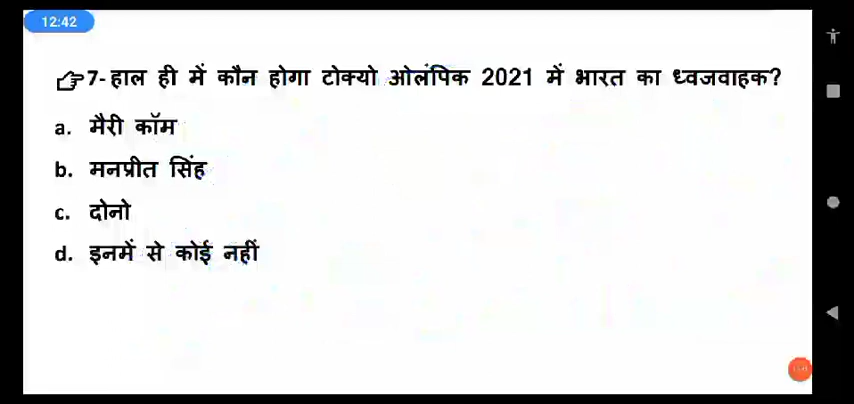 12:42
7- हाल ही में कौन होगा टोक्यो ओलंपिक 2021 में भारत का ध्वजवाहक?
a. मैरी कॉम
b. मनप्रीत सिंह
c. दोनो
d. इनमें से कोई नहीं